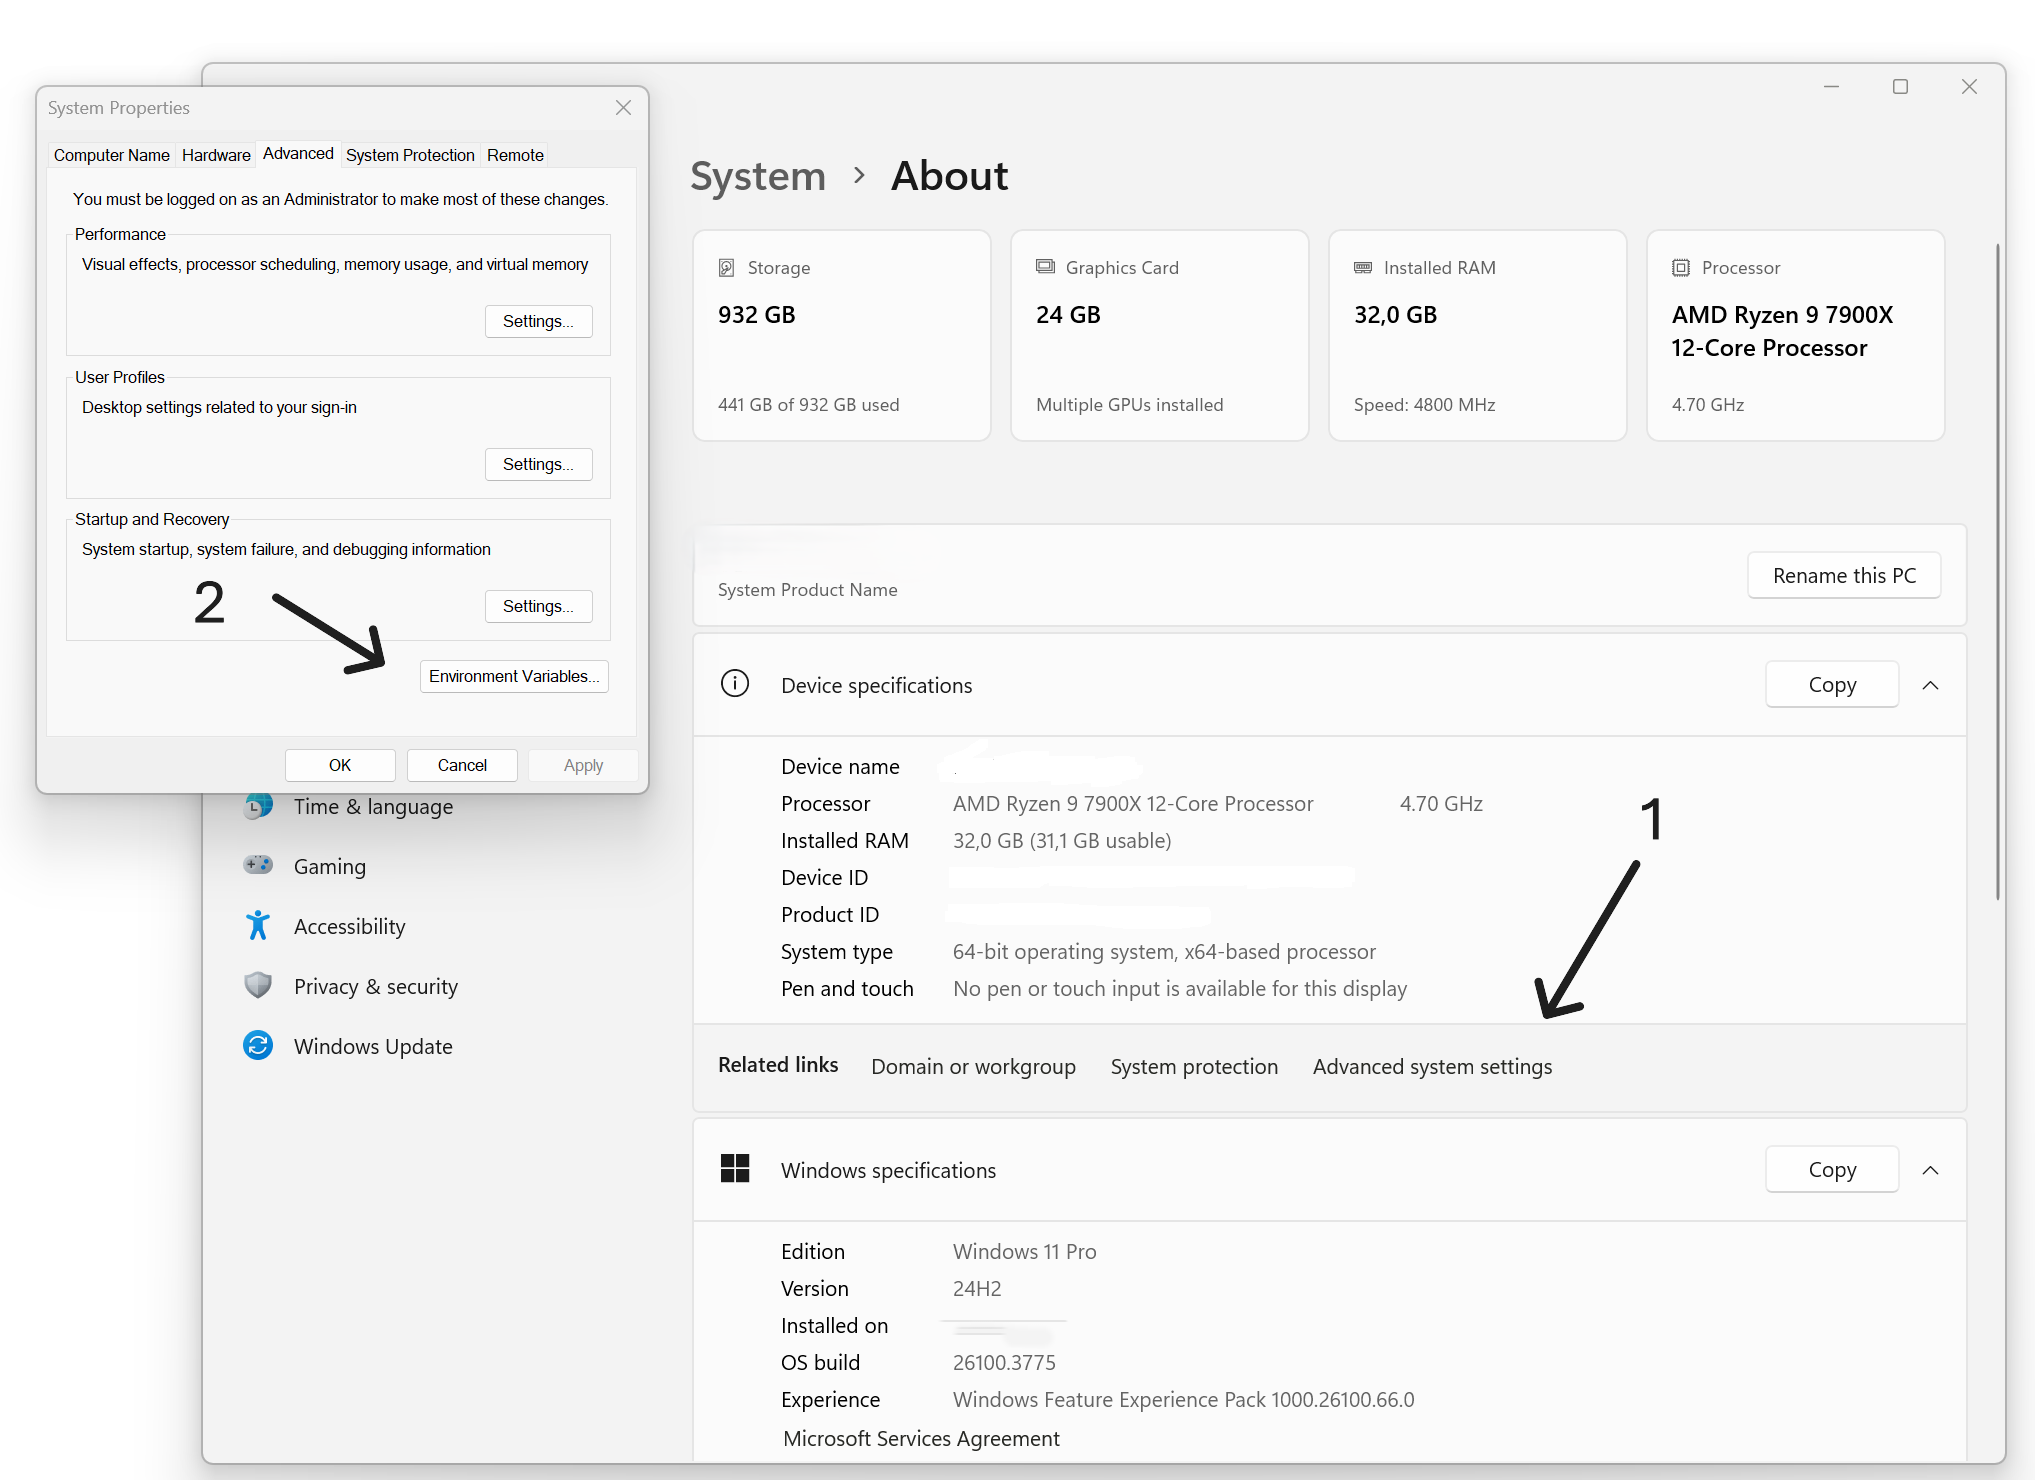 System Properties
Computer Name
Hardware
Advanced
System Protection
Remote
You must be logged on as an Administrator to make most of these changes.
Performance
Visual effects, processor scheduling, memory usage, and virtual memory
Settings...
User Profiles
Desktop settings related to your sign-in
Settings...
Startup and Recovery
System startup, system failure, and debugging information
2
Settings...
Environment Variables...
OK
Cancel
Apply
Time & language
Gaming
Accessibility
Privacy & security
Windows Update
System > About
Storage
932 GB
441 GB of 932 GB used
Graphics Card
24 GB
Multiple GPUs installed
Installed RAM
32,0 GB
Speed: 4800 MHz
Processor
AMD Ryzen 9 7900X
12-Core Processor
4.70 GHz
System Product Name
Rename this PC
Device specifications
Copy
Device name
Processor AMD Ryzen 9 7900X 12-Core Processor 4.70 GHz
Installed RAM 32,0 GB (31,1 GB usable)
Device ID
Product ID
System type 64-bit operating system, x64-based processor
Pen and touch No pen or touch input is available for this display
1
Related links Domain or workgroup System protection Advanced system settings
Windows specifications
Copy
Edition Windows 11 Pro
Version 24H2
Installed on
OS build 26100.3775
Experience Windows Feature Experience Pack 1000.26100.66.0
Microsoft Services Agreement